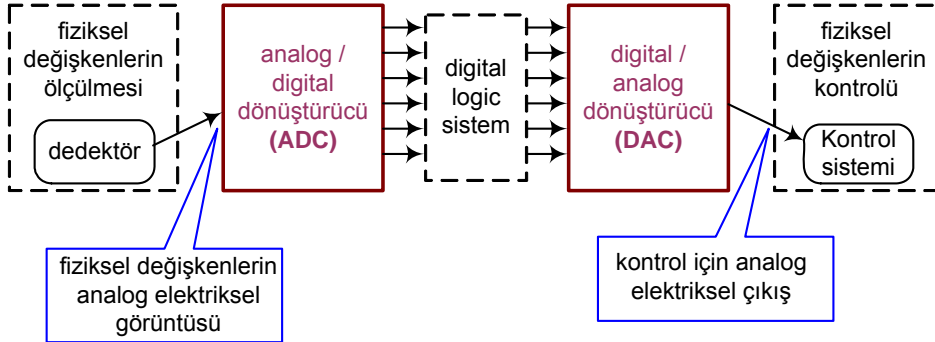 fiziksel
değişkenlerin
ölçülmesi
dedektör
analog /
digital
dönüştürücü
(ADC)
digital
logic
sistem
digital /
analog
dönüştürücü
(DAC)
fiziksel
değişkenlerin
kontrolü
Kontrol
sistemi
fiziksel değişkenlerin
analog elektriksel
görüntüsü
kontrol için analog
elektriksel çıkış